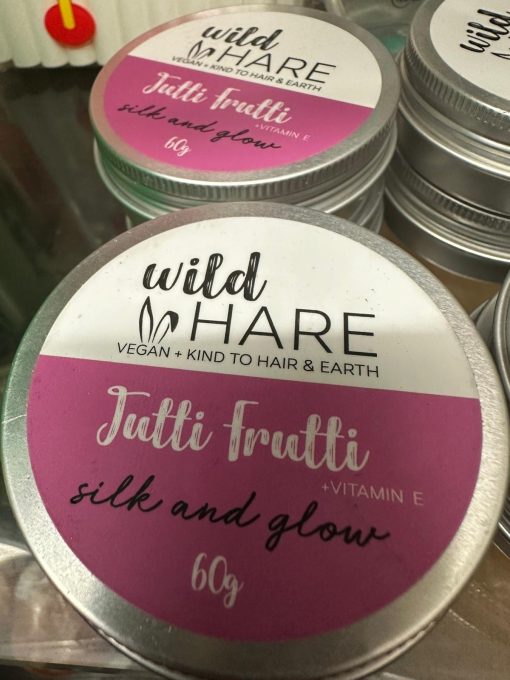 wild
HARE
VEGAN + KIND TO HAIR & EARTH
Tutti Frutti
+VITAMIN E
silk and glow
60g
wild
wild
HARE
VEGAN + KIND TO HAIR & EARTH
Tutti Frutti
+VITAMIN E
silk and glow
60g